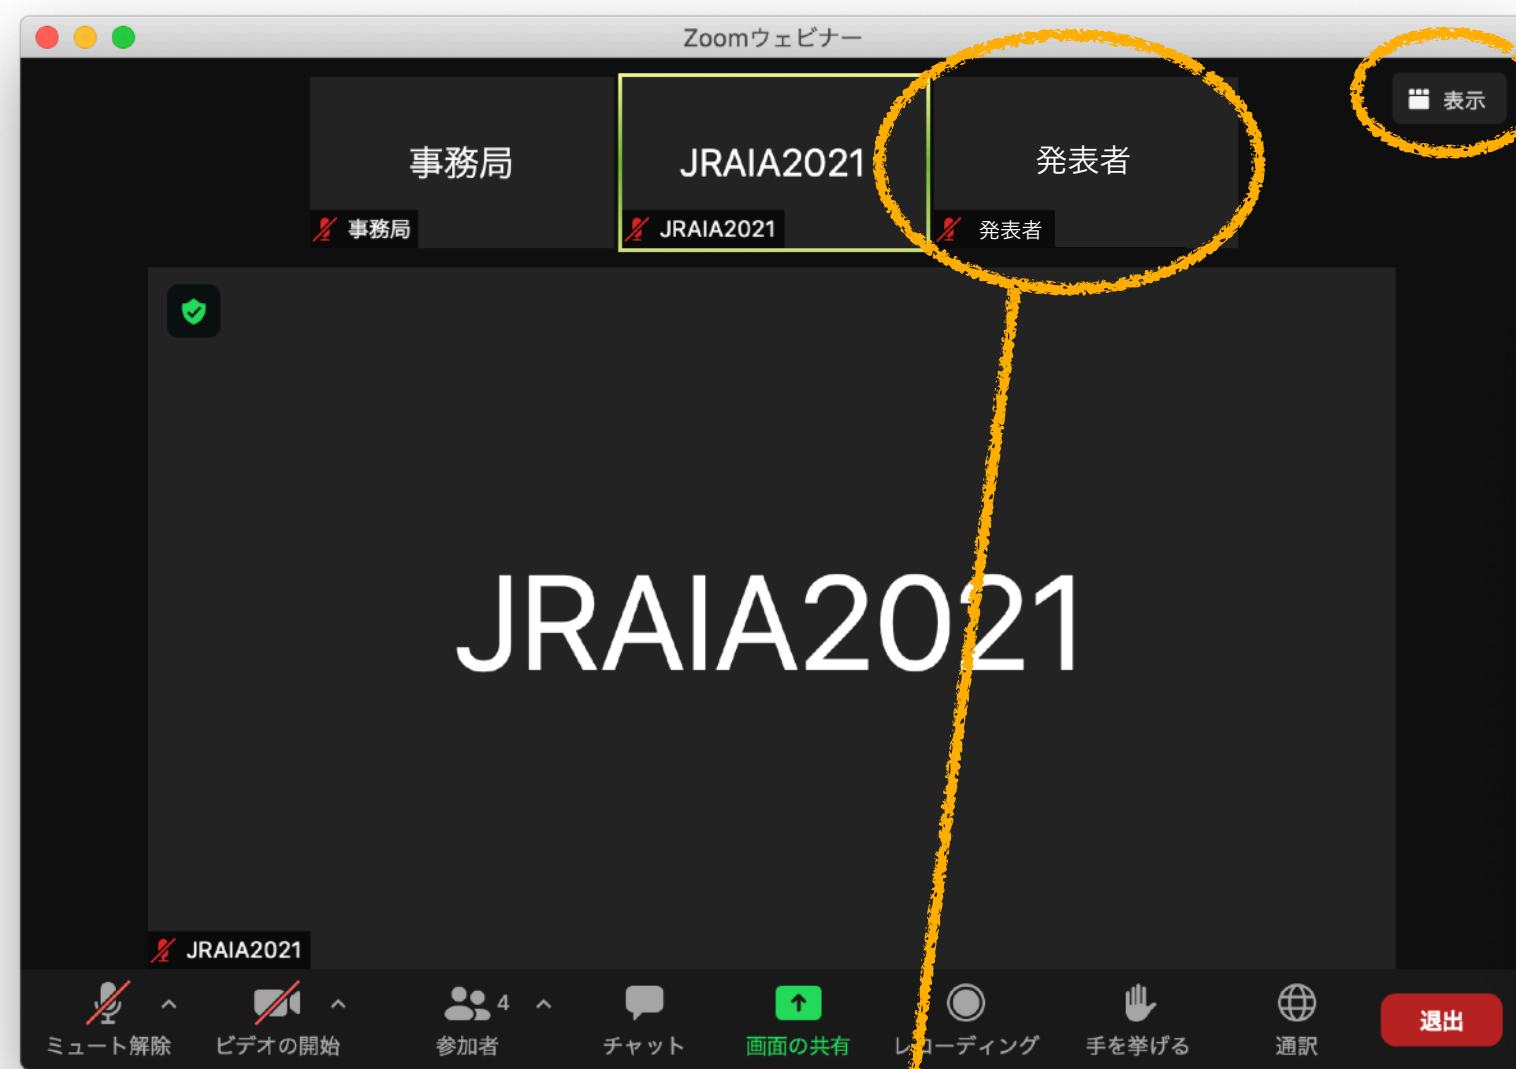 Zoomウェビナー
表示
事務局
JRAIA2021
発表者
事務局
JRAIA2021
発表者
JRAIA2021
JRAIA2021
4
ミュート解除
ビデオの開始
参加者
チャット
画面の共有
レコーディング
手を挙げる
通訳
退出